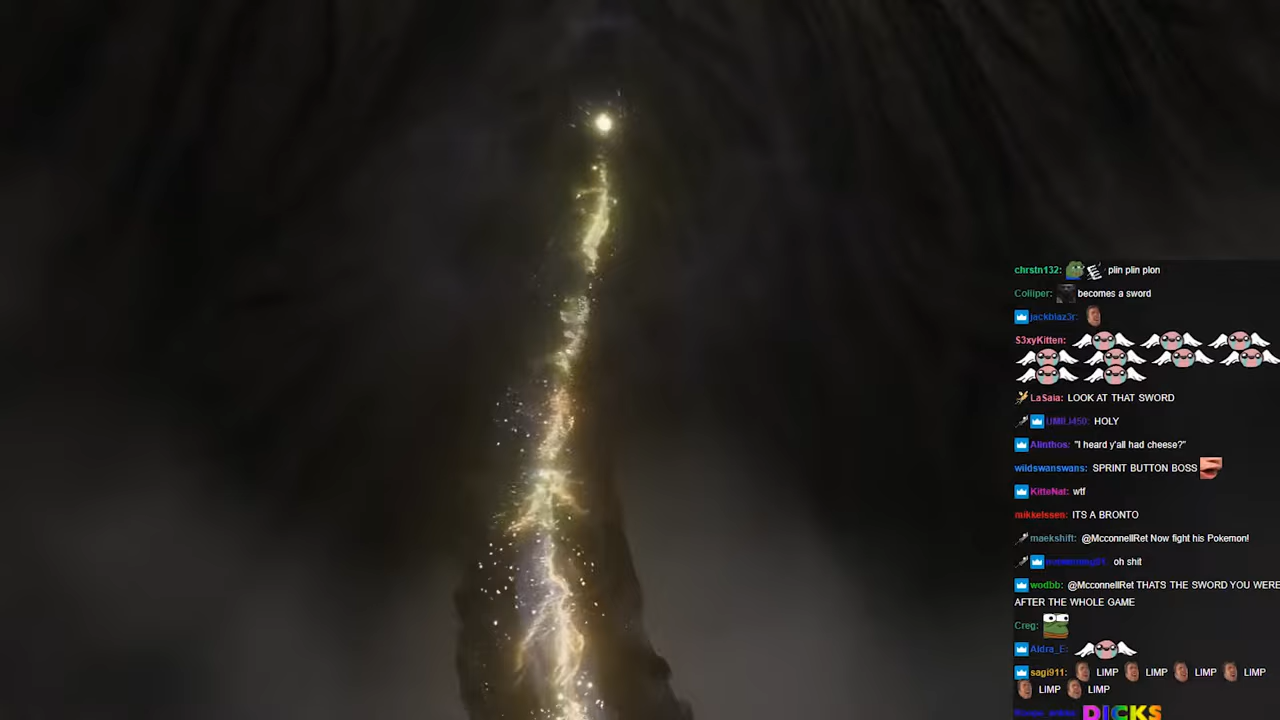 chrstn132: plin plin plon
Coliiper: becomes a sword
jackblaz3r:
S3xyKitten:
LaSaia: LOOK AT THAT SWORD
UMILI450: HOLY
Alinthos: "I heard y'all had cheese?"
wildswanswans: SPRINT BUTTON BOSS
KitteNat: wtf
mikkelssen: ITS A BRONTO
maekshift: @McconnellRet Now fight his Pokemon!
oh shit
wodbb: @McconnellRet THATS THE SWORD YOU WERE
AFTER THE WHOLE GAME
Creg:
Aldra_E:
sagi911: LIMP LIMP LIMP LIMP
LIMP LIMP
DICKS